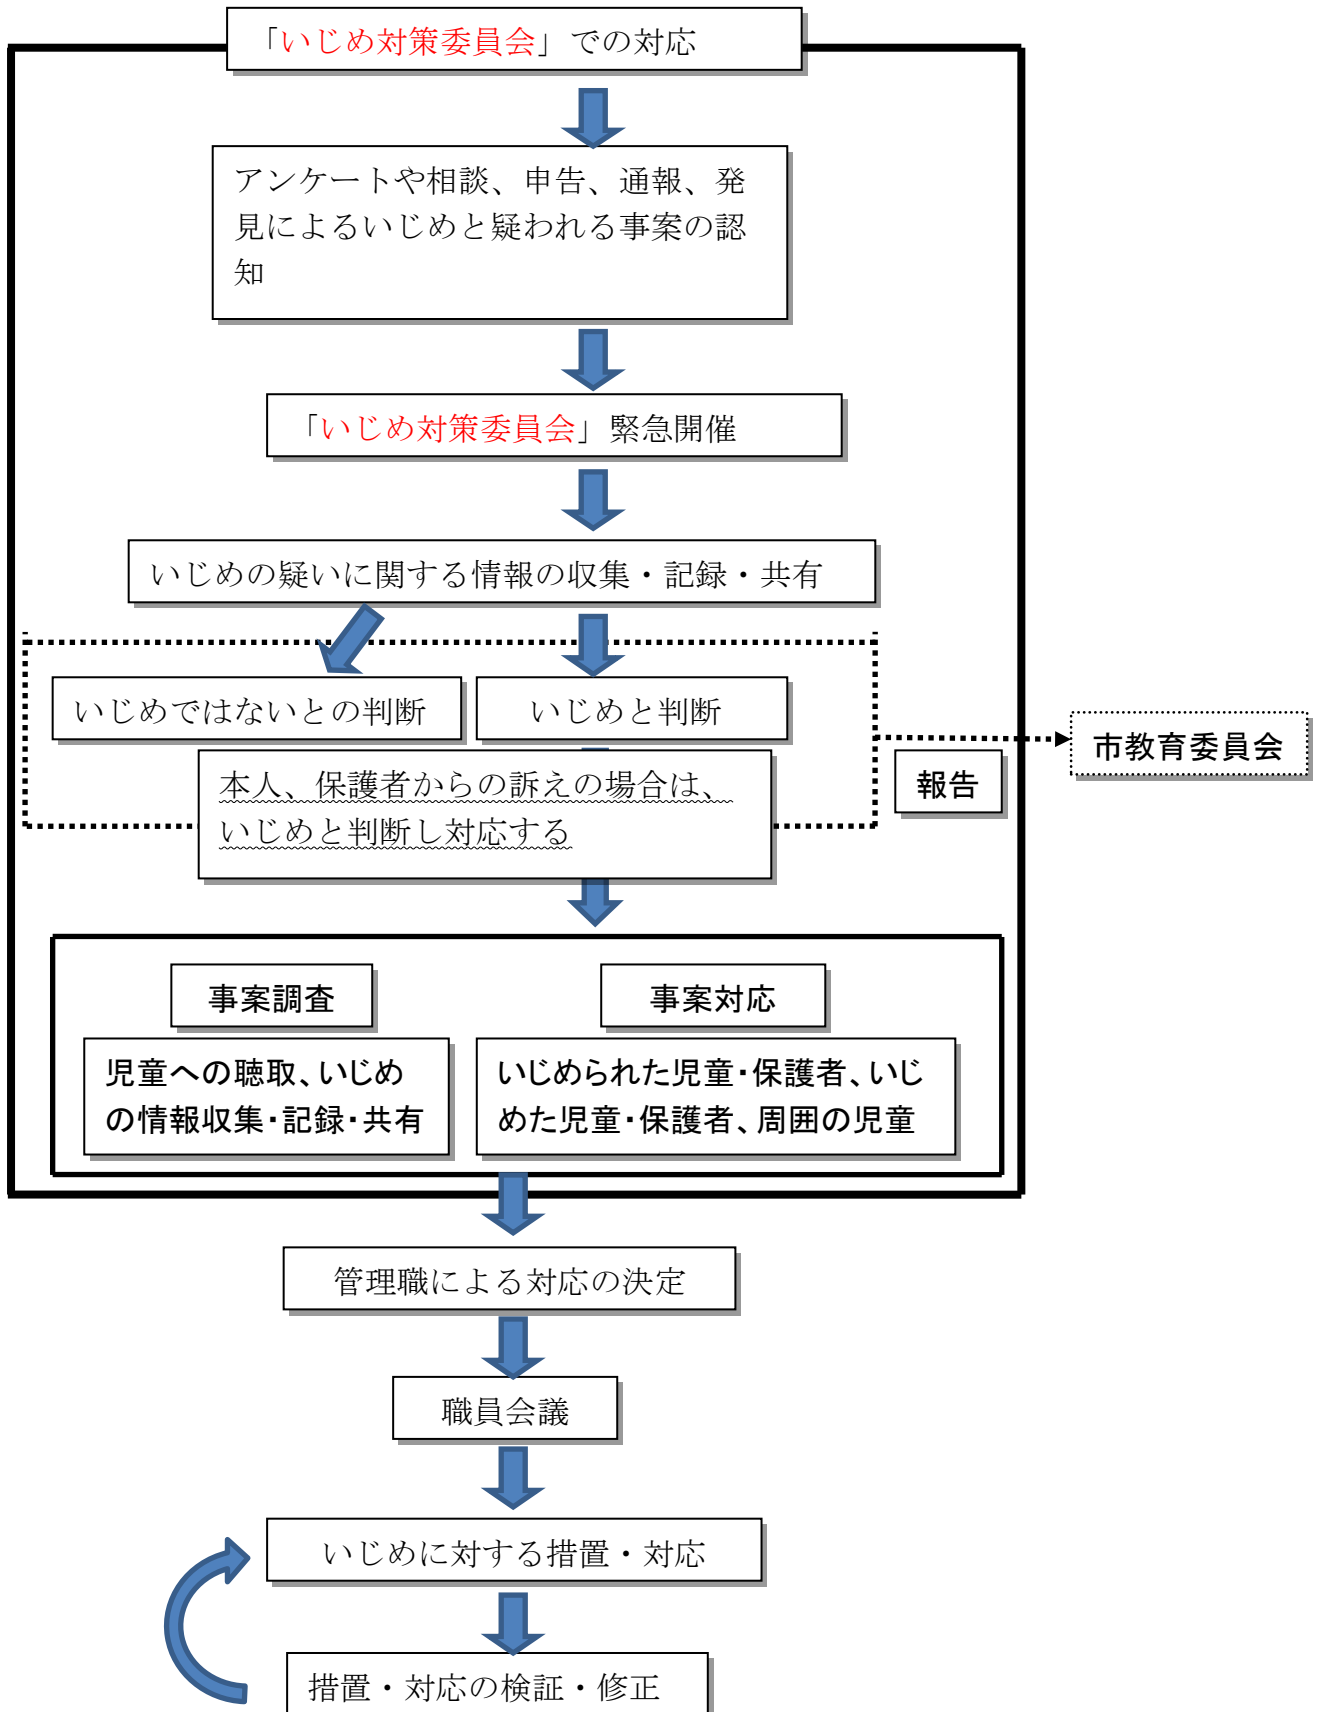 「いじめ対策委員会」での対応
アンケートや相談、申告、通報、発
見によるいじめと疑われる事案の認
知
「いじめ対策委員会」緊急開催
いじめの疑いに関する情報の収集・記録・共有
いじめではないとの判断
いじめと判断
本人、保護者からの訴えの場合は、
いじめと判断し対応する
報告
市教育委員会
事案調査
児童への聴取、いじめ
の情報収集・記録・共有
事案対応
いじめられた児童・保護者、いじ
めた児童・保護者、周囲の児童
管理職による対応の決定
職員会議
いじめに対する措置・対応
措置・対応の検証・修正